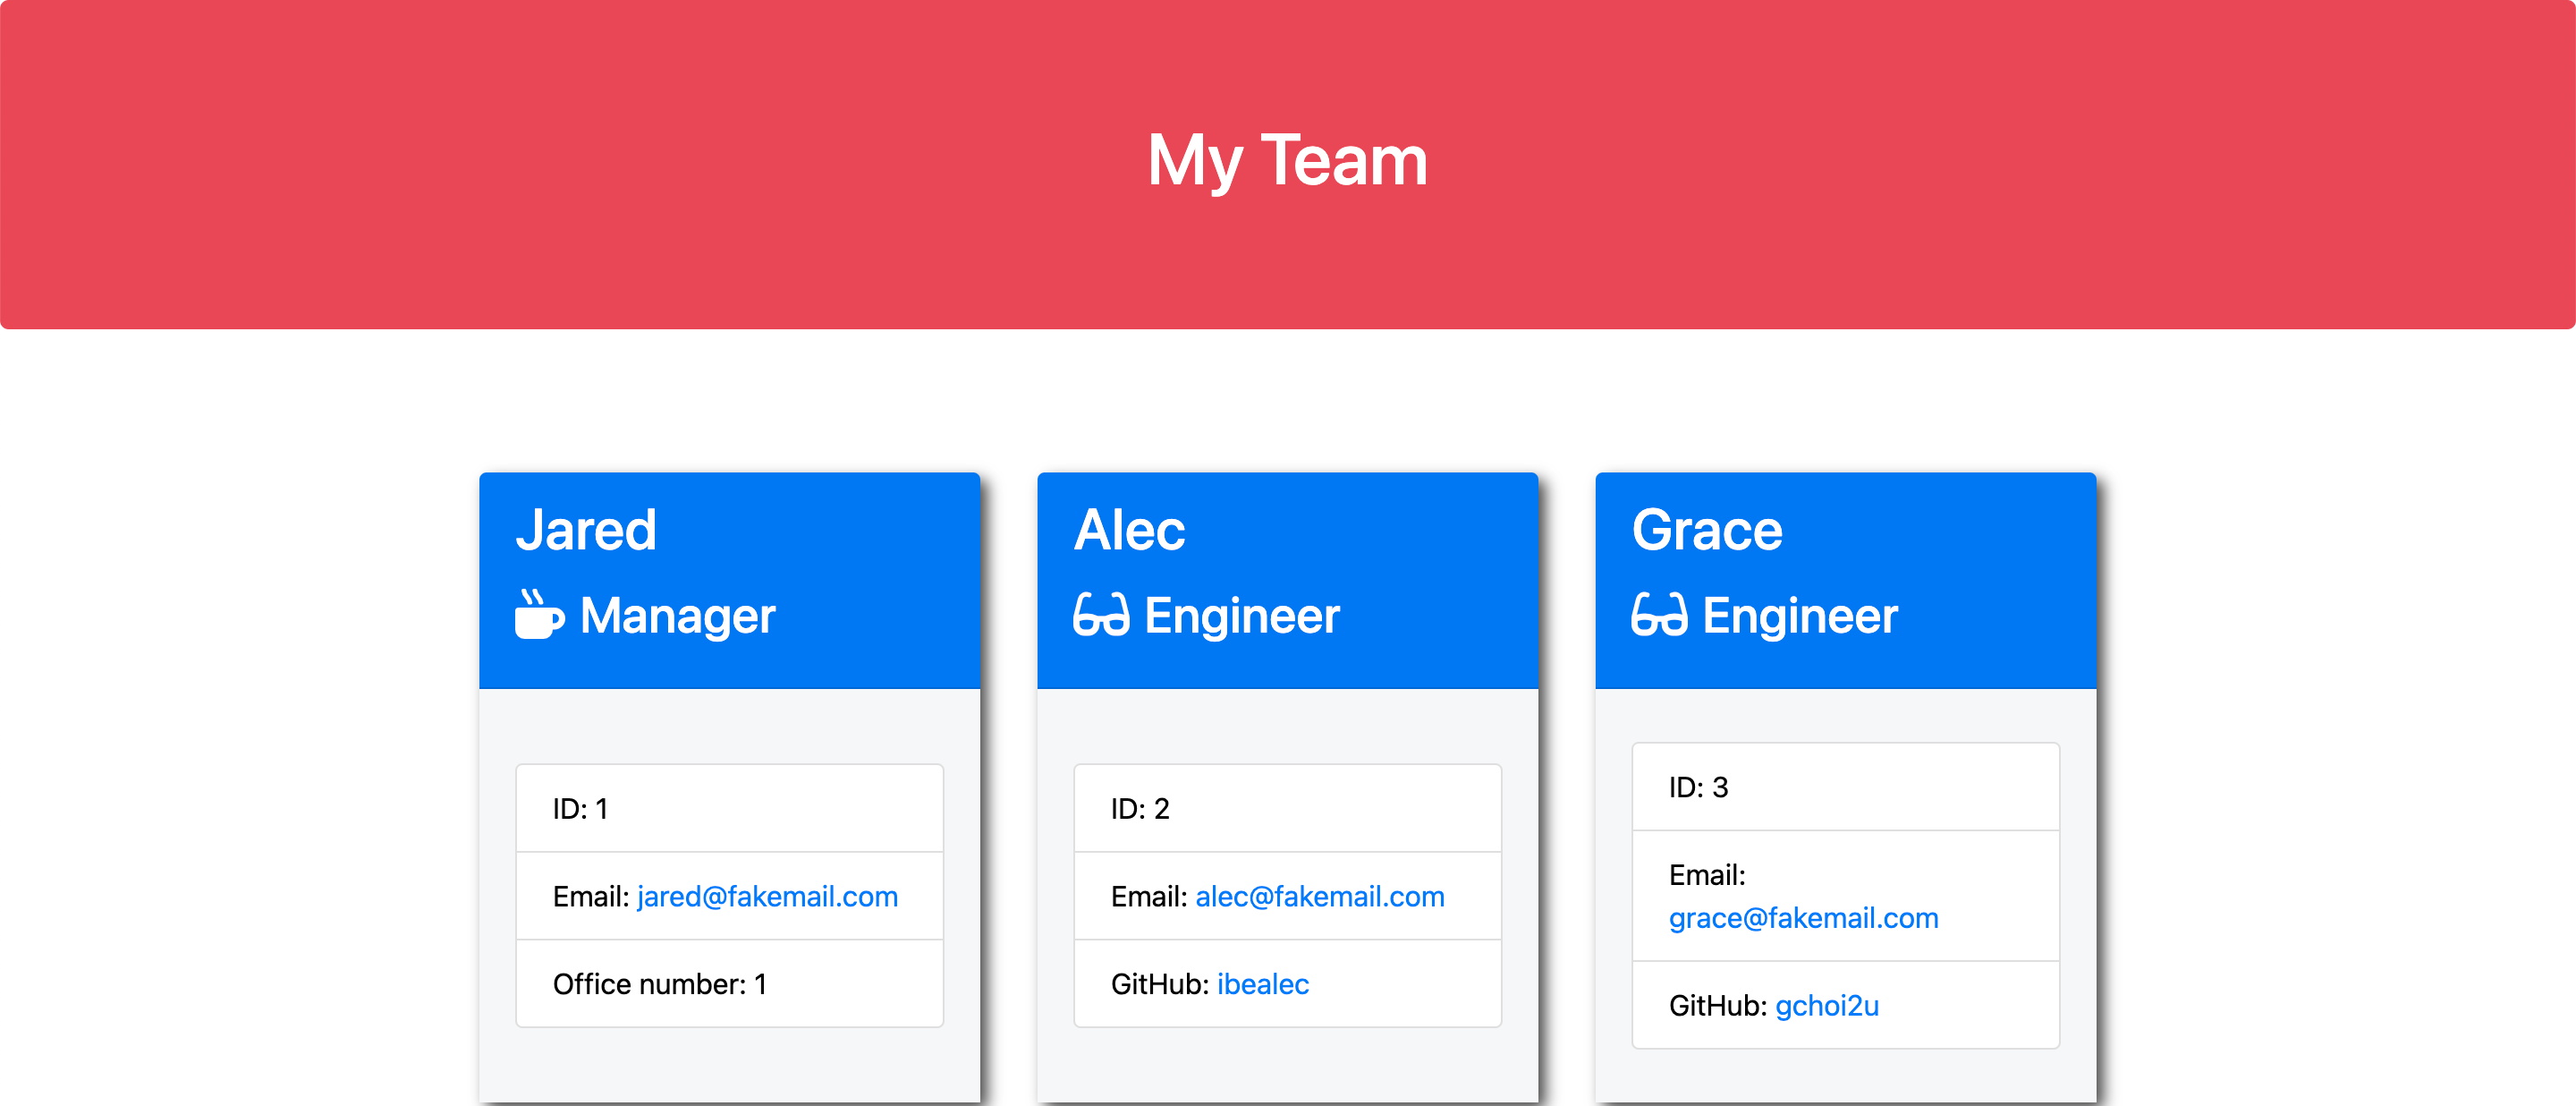 My Team
Jared
Manager
ID: 1
Email: jared@fakemail.com
Office number: 1
Alec
Engineer
ID: 2
Email: alec@fakemail.com
GitHub: ibealec
Grace
Engineer
ID: 3
Email:
grace@fakemail.com
GitHub: gchoi2u